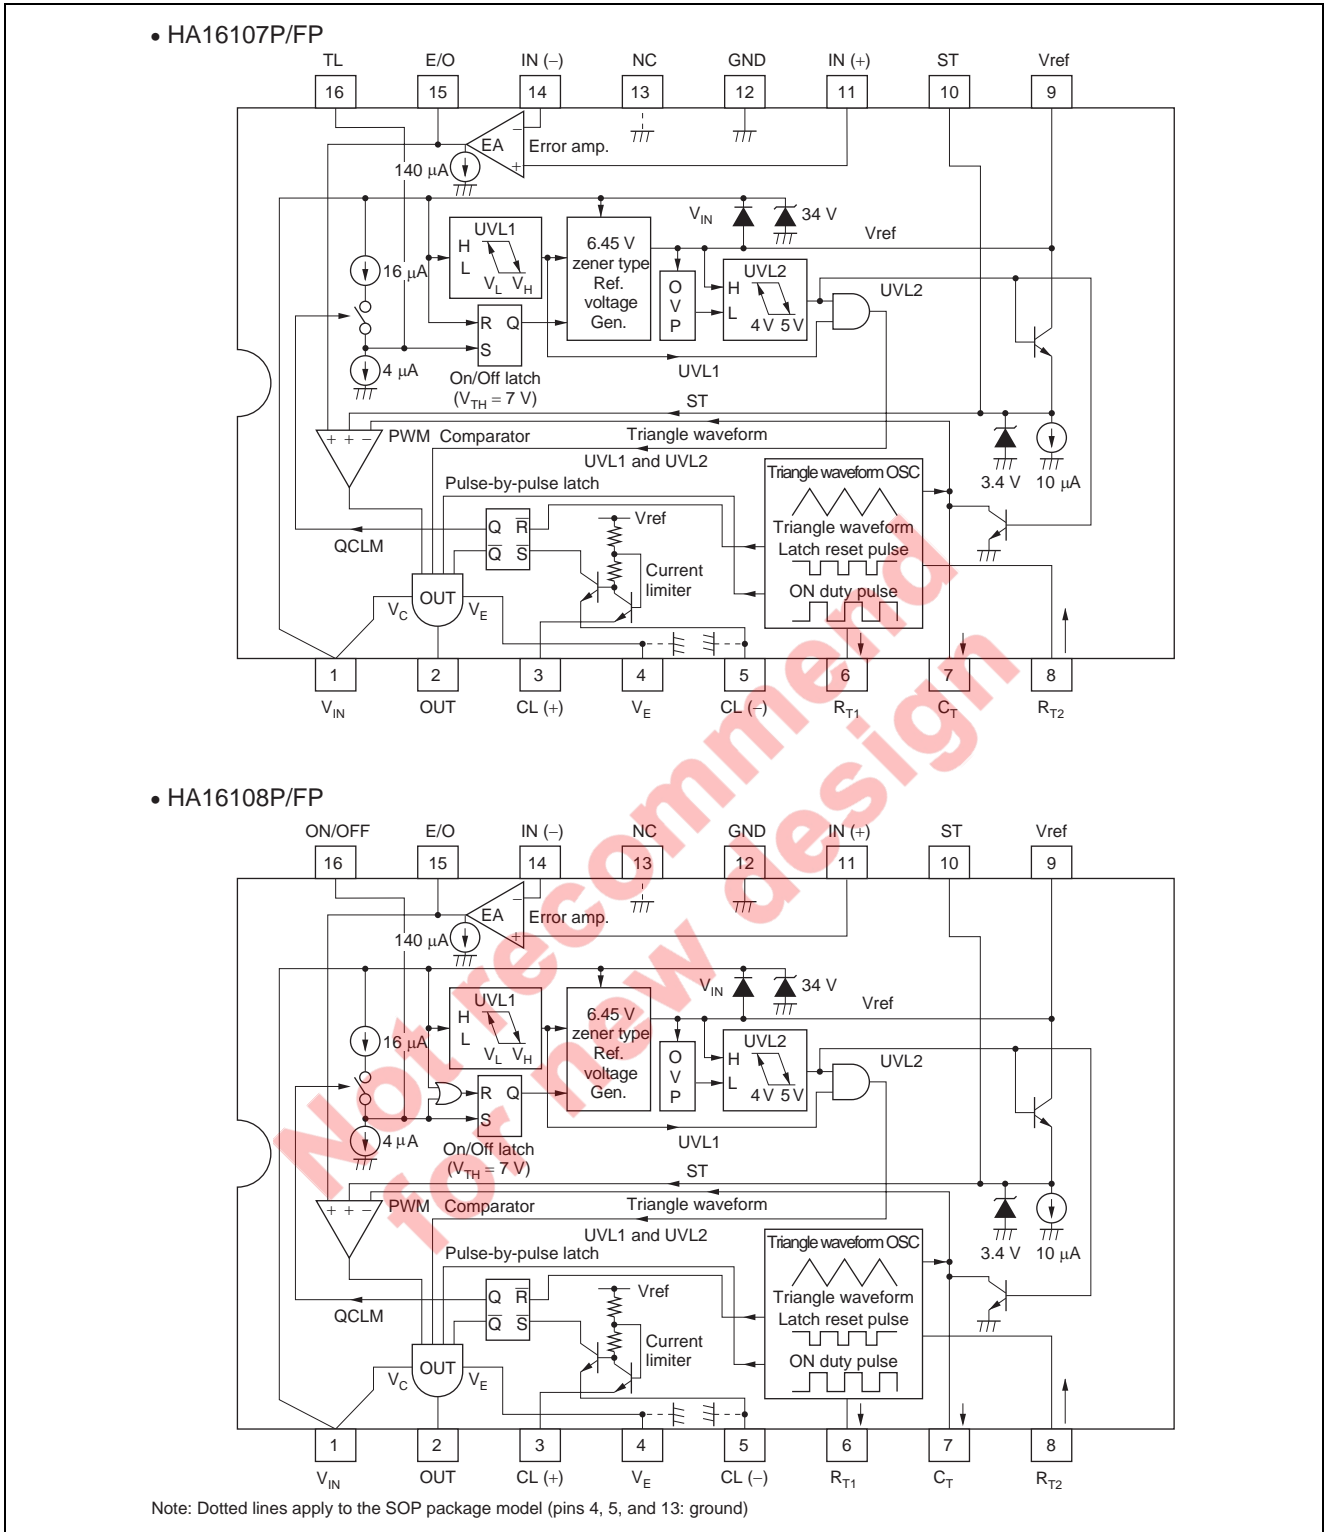 • HA16107P/FP
TL E/O IN (−) NC GND IN (+) ST Vref
16 15 14 13 12 11 10 9
EA
−
+
Error amp.
140 μA
VIN
34 V
Vref
UVL1
H
L
VL VH
6.45 V
zener type
Ref.
voltage
Gen.
O
V
P
UVL2
H
L
4 V 5 V
UVL2
16 μA
R Q
S
4 μA
On/Off latch
(VTH = 7 V)
UVL1
ST
+ + −
PWM Comparator
Triangle waveform
UVL1 and UVL2
3.4 V
10 μA
Pulse-by-pulse latch
Triangle waveform OSC
Triangle waveform
Latch reset pulse
ON duty pulse
Q R̅
Q̅ S̅
QCLM
Vref
Current
limiter
OUT
VC
VE
1 2 3 4 5 6 7 8
VIN OUT CL (+) VE CL (−) RT1 CT RT2
• HA16108P/FP
ON/OFF E/O IN (−) NC GND IN (+) ST Vref
16 15 14 13 12 11 10 9
EA
−
+
Error amp.
140 μA
VIN
34 V
Vref
UVL1
H
L
VL VH
6.45 V
zener type
Ref.
voltage
Gen.
O
V
P
UVL2
H
L
4 V 5 V
UVL2
16 μA
R Q
S
4 μA
On/Off latch
(VTH = 7 V)
UVL1
ST
+ + −
PWM Comparator
Triangle waveform
UVL1 and UVL2
3.4 V
10 μA
Pulse-by-pulse latch
Triangle waveform OSC
Triangle waveform
Latch reset pulse
ON duty pulse
Q R̅
Q̅ S̅
QCLM
Vref
Current
limiter
OUT
VC
VE
1 2 3 4 5 6 7 8
VIN OUT CL (+) VE CL (−) RT1 CT RT2
Note: Dotted lines apply to the SOP package model (pins 4, 5, and 13: ground)
Not recommend
for new design